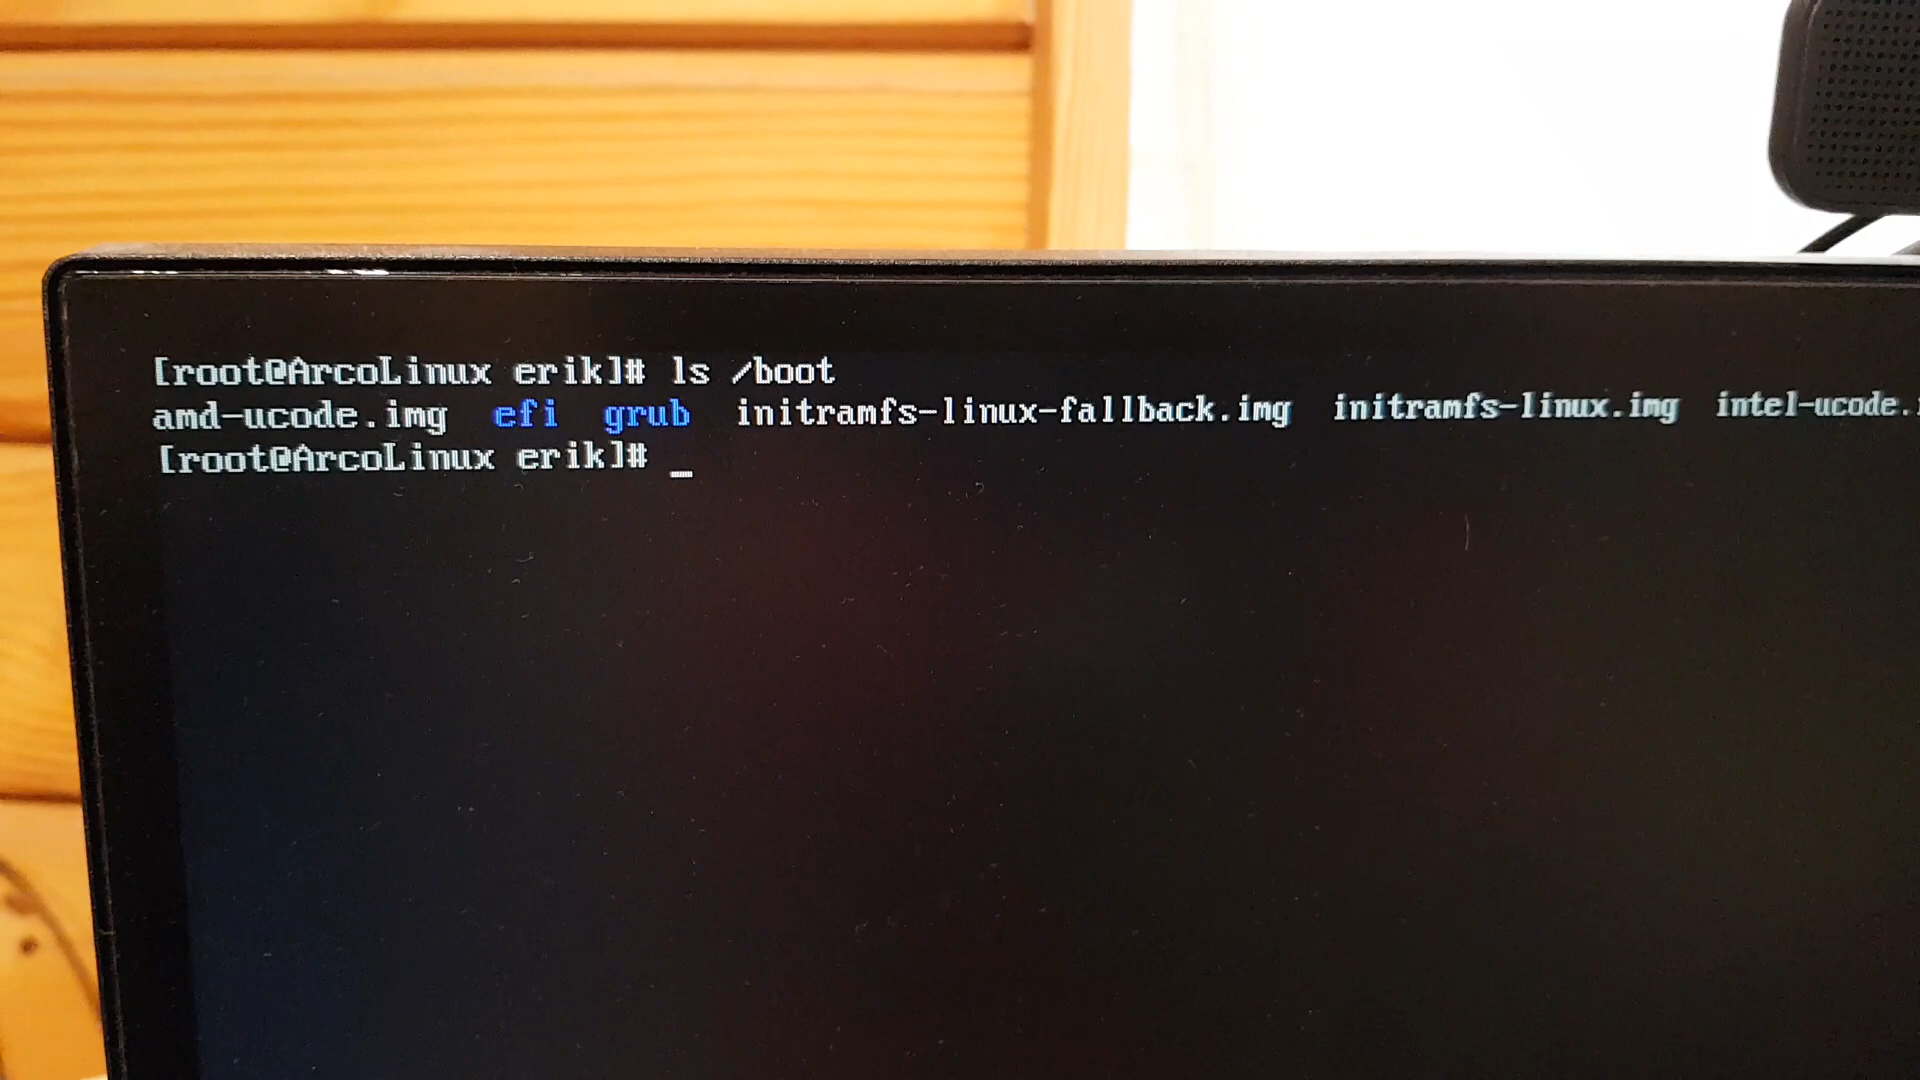 [root@ArcoLinux erik]# ls /boot
amd-ucode.img  efi  grub  initramfs-linux-fallback.img  initramfs-linux.img  intel-ucode.
[root@ArcoLinux erik]# _